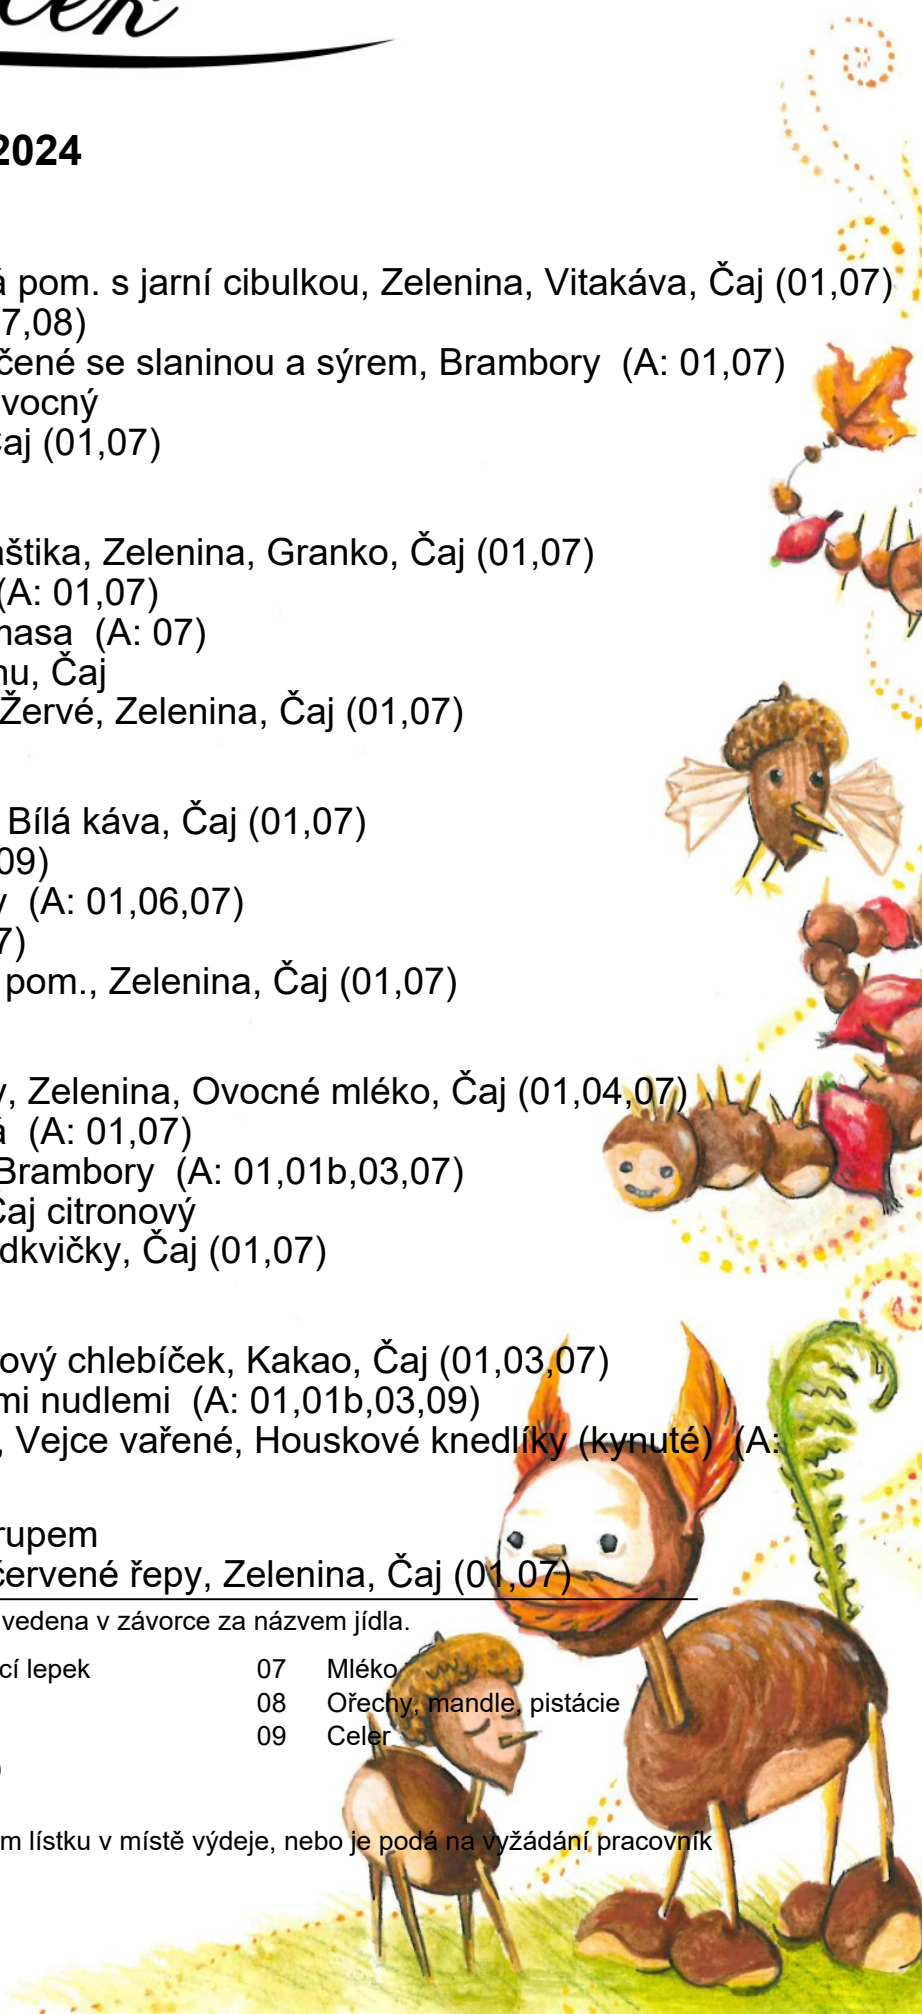 2024
pom. s jarní cibulkou, Zelenina, Vitakáva, Čaj (01,07)
7,08)
čené se slaninou a sýrem, Brambory (A: 01,07)
vocný
Čaj (01,07)
aštika, Zelenina, Granko, Čaj (01,07)
(A: 01,07)
masa (A: 07)
nu, Čaj
Žervé, Zelenina, Čaj (01,07)
Bílá káva, Čaj (01,07)
09)
y (A: 01,06,07)
7)
pom., Zelenina, Čaj (01,07)
y, Zelenina, Ovocné mléko, Čaj (01,04,07)
á (A: 01,07)
Brambory (A: 01,01b,03,07)
Čaj citronový
dkvičky, Čaj (01,07)
ový chlebíček, Kakao, Čaj (01,03,07)
mi nudlemi (A: 01,01b,03,09)
, Vejce vařené, Houskové knedlíky (kynuté) (A:
rupem
červené řepy, Zelenina, Čaj (01,07)
vedena v závorce za názvem jídla.
cí lepek 07 Mléko
08 Ořechy, mandle, pistácie
09 Celer
)
m lístku v místě výdeje, nebo je podá na vyžádání pracovník